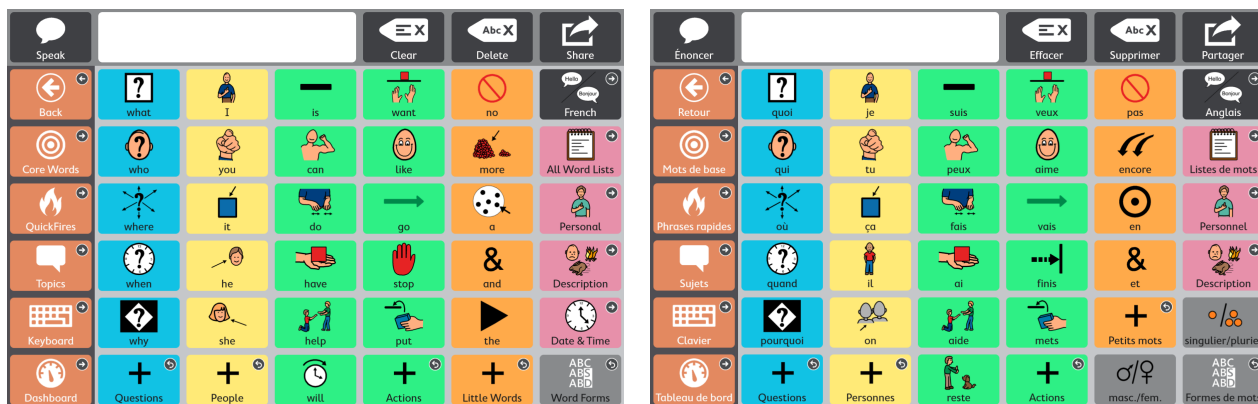 Speak
Clear
Abc X
Delete
Share
Back
what
I
is
want
no
Hello
Bonjour
French
Core Words
who
you
can
like
more
All Word Lists
QuickFires
where
it
do
go
a
Personal
Topics
when
he
have
stop
&
and
Description
Keyboard
why
she
help
put
the
Date & Time
Dashboard
Questions
People
will
Actions
Little Words
ABC
ABS
ABD
Word Forms
Énoncer
Effacer
Abc X
Supprimer
Partager
Retour
quoi
je
suis
veux
pas
Hello
Bonjour
Anglais
Mots de base
qui
tu
peux
aime
encore
Listes de mots
Phrases rapides
où
ça
fais
vais
en
Personnel
Sujets
quand
il
ai
finis
&
et
Description
Clavier
pourquoi
on
aide
mets
Petits mots
singulier/plurie
Tableau de bord
Questions
Personnes
reste
Actions
masc./fem.
ABC
ABS
ABD
Formes de mot